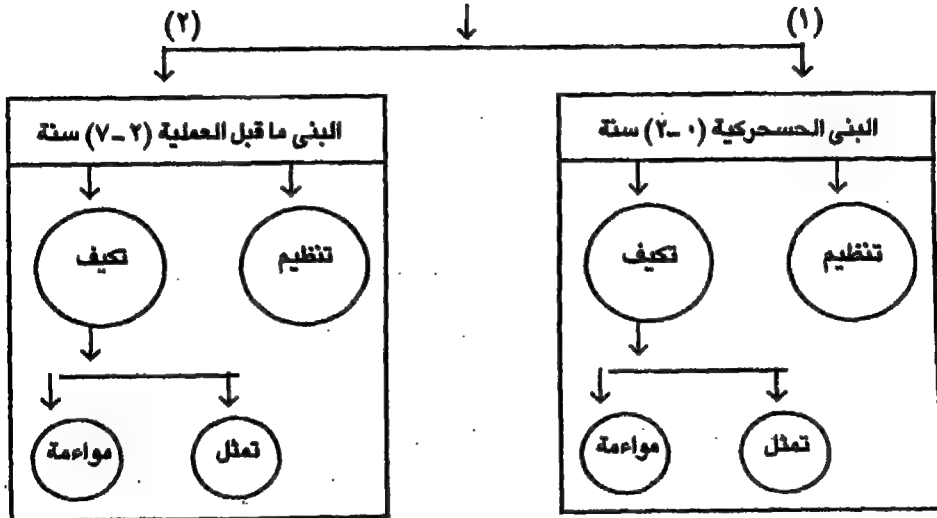 (١)
(٢)
البنى الحسحركية (٠ -٢) سنة
البنى ما قبل العملية (٢ -٧) سنة
تنظيم
تكيف
تنظيم
تكيف
تمثل
مواءمة
تمثل
مواءمة